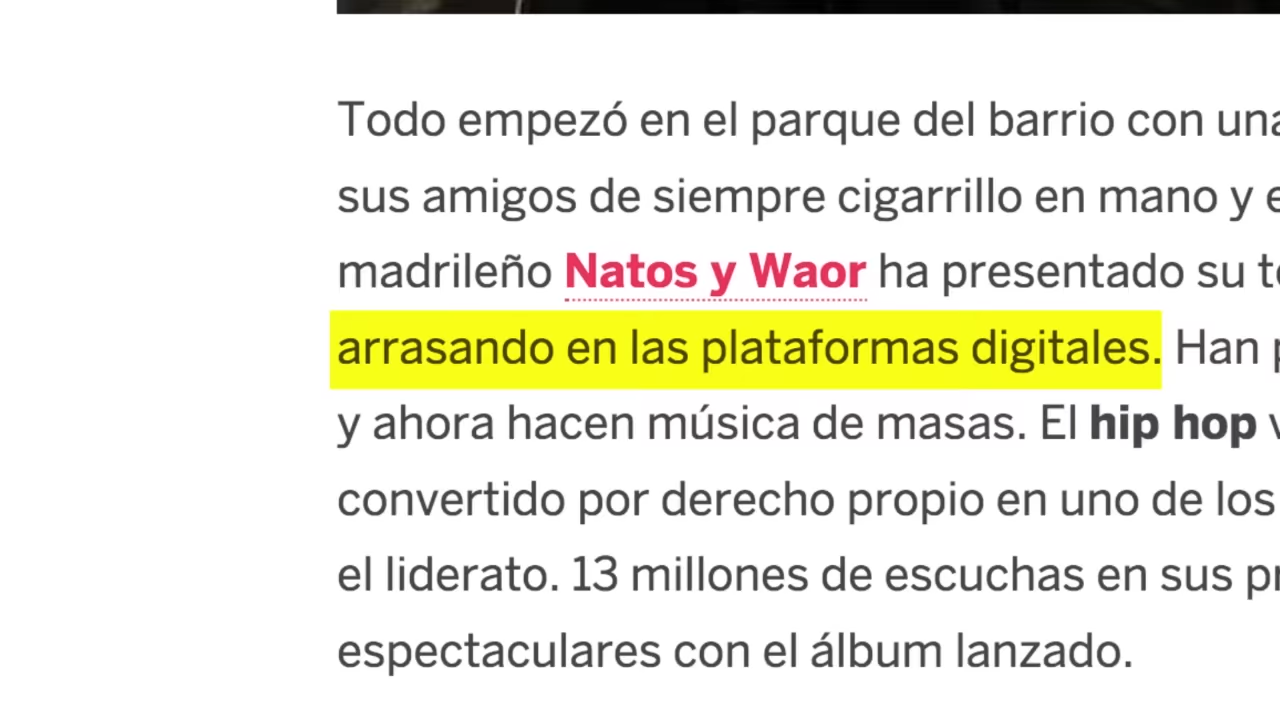 Todo empezó en el parque del barrio con una
sus amigos de siempre cigarrillo en mano y
madrileño Natos y Waor ha presentado su
arrasando en las plataformas digitales. Han
y ahora hacen música de masas. El hip hop
convertido por derecho propio en uno de los
el liderato. 13 millones de escuchas en sus
espectaculares con el álbum lanzado.